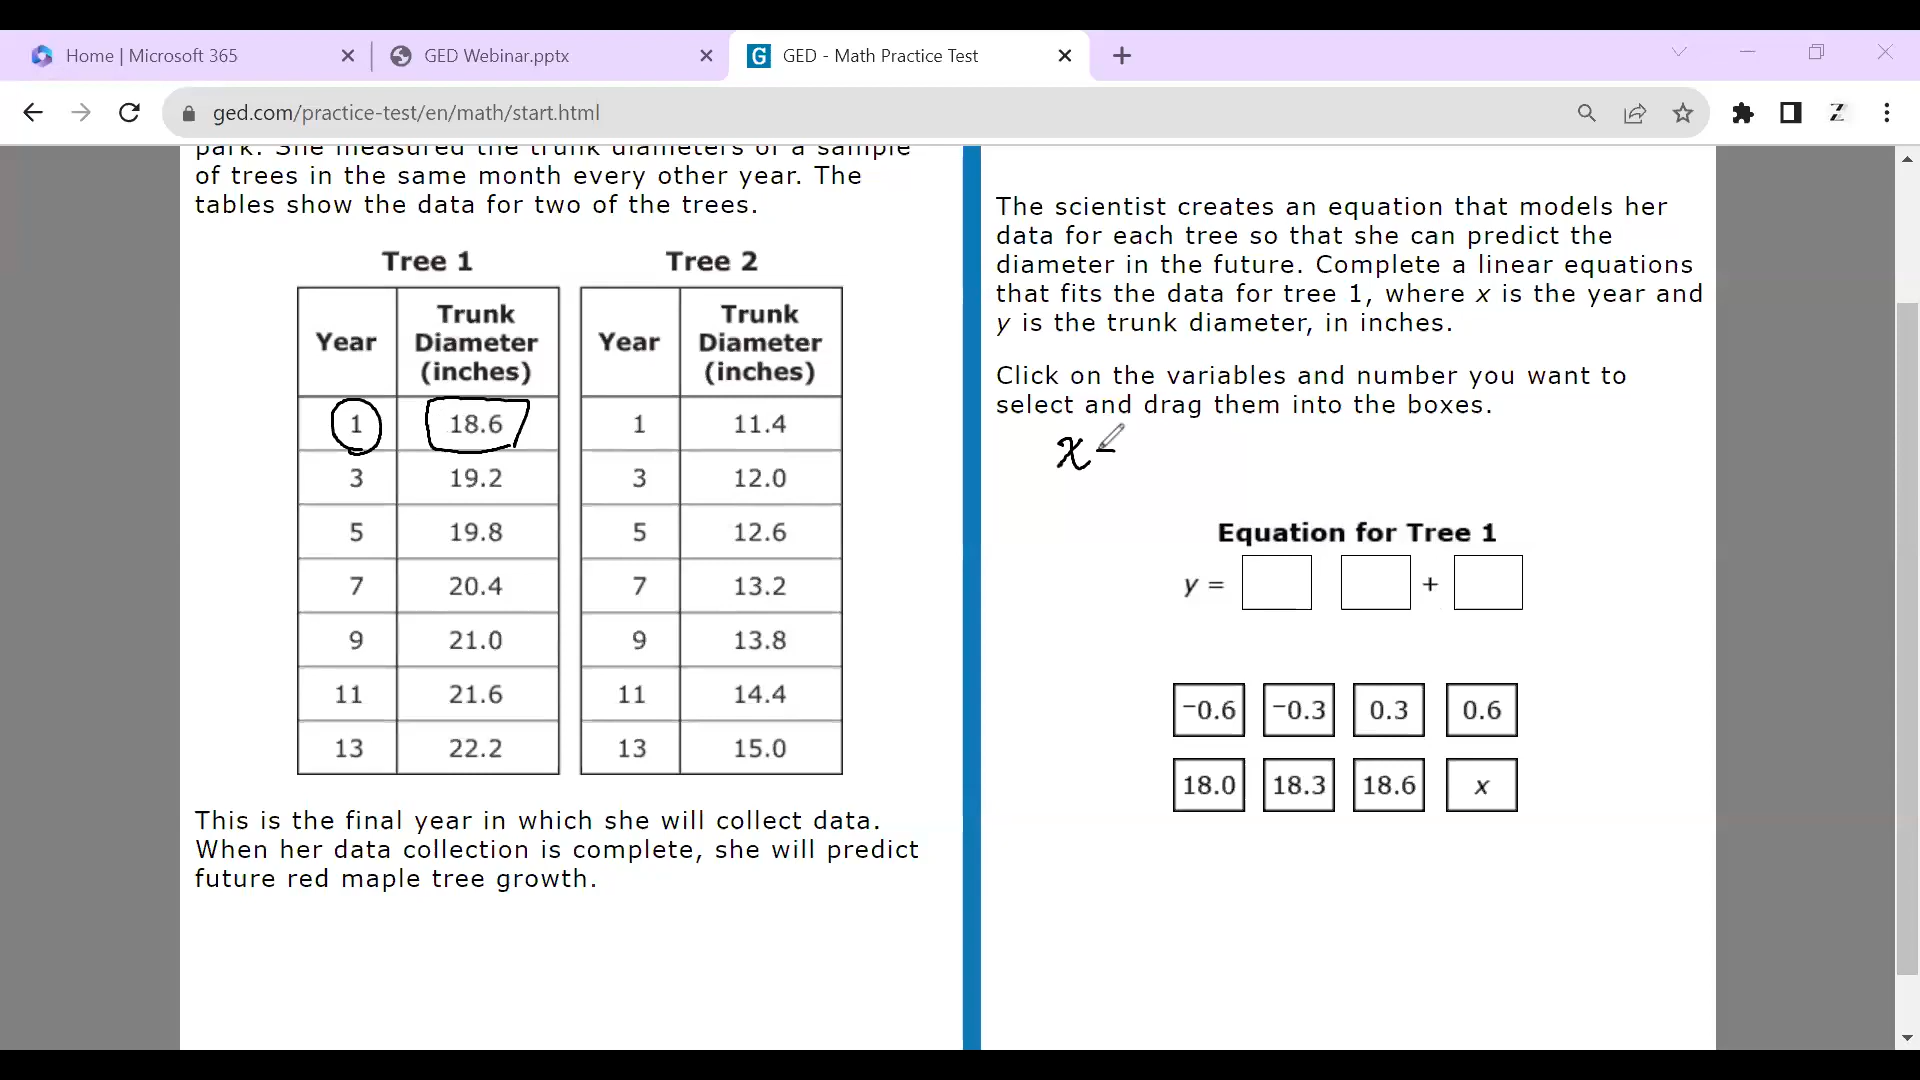 Home | Microsoft 365
GED Webinar.pptx
G GED - Math Practice Test
ged.com/practice-test/en/math/start.html
park. She measured the trunk diameters of a sample
of trees in the same month every other year. The
tables show the data for two of the trees.
Tree 1
Year Trunk Diameter (inches)
1 18.6
3 19.2
5 19.8
7 20.4
9 21.0
11 21.6
13 22.2
Tree 2
Year Trunk Diameter (inches)
1 11.4
3 12.0
5 12.6
7 13.2
9 13.8
11 14.4
13 15.0
This is the final year in which she will collect data.
When her data collection is complete, she will predict
future red maple tree growth.
The scientist creates an equation that models her
data for each tree so that she can predict the
diameter in the future. Complete a linear equations
that fits the data for tree 1, where x is the year and
y is the trunk diameter, in inches.
Click on the variables and number you want to
select and drag them into the boxes.
x
Equation for Tree 1
y = +
−0.6 −0.3 0.3 0.6
18.0 18.3 18.6 x